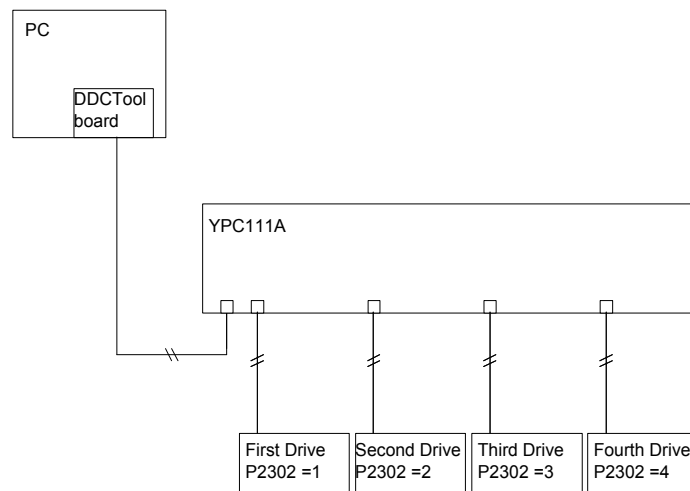 PC
DDCTool
board
YPC111A
First Drive
P2302 =1
Second Drive
P2302 =2
Third Drive
P2302 =3
Fourth Drive
P2302 =4